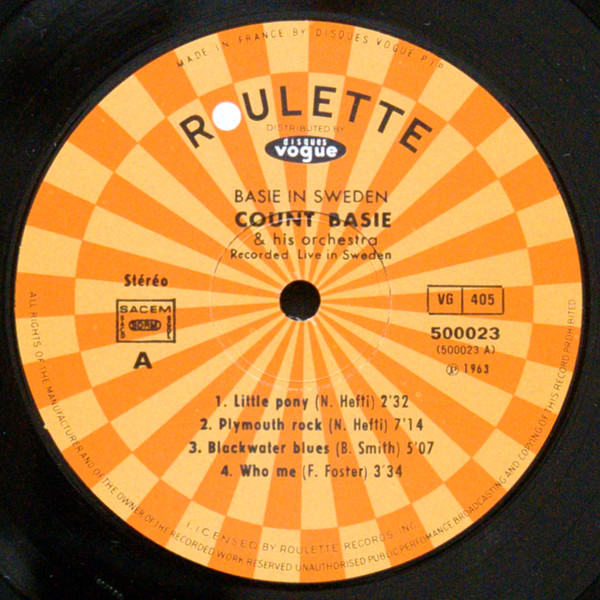 MADE IN FRANCE BY DISQUES VOGUE P.I.P.
ROULETTE
DISTRIBUTED BY
disques
vogue
BASIE IN SWEDEN
COUNT BASIE
& his orchestra
Recorded Live in Sweden
Stéréo
SACEM
A
VG 405
500023
(500023 A)
℗ 1963
1. Little pony (N. Hefti) 2'32
2. Plymouth rock (N. Hefti) 7'14
3. Blackwater blues (B. Smith) 5'07
4. Who me (F. Foster) 3'34
LICENSED BY ROULETTE RECORDS INC.
ALL RIGHTS OF THE MANUFACTURER AND OF THE OWNER OF THE RECORDED WORK RESERVED UNAUTHORISED PUBLIC PERFOMANCE BROADCASTING AND COPYING OF THIS RECORD PROHIBITED